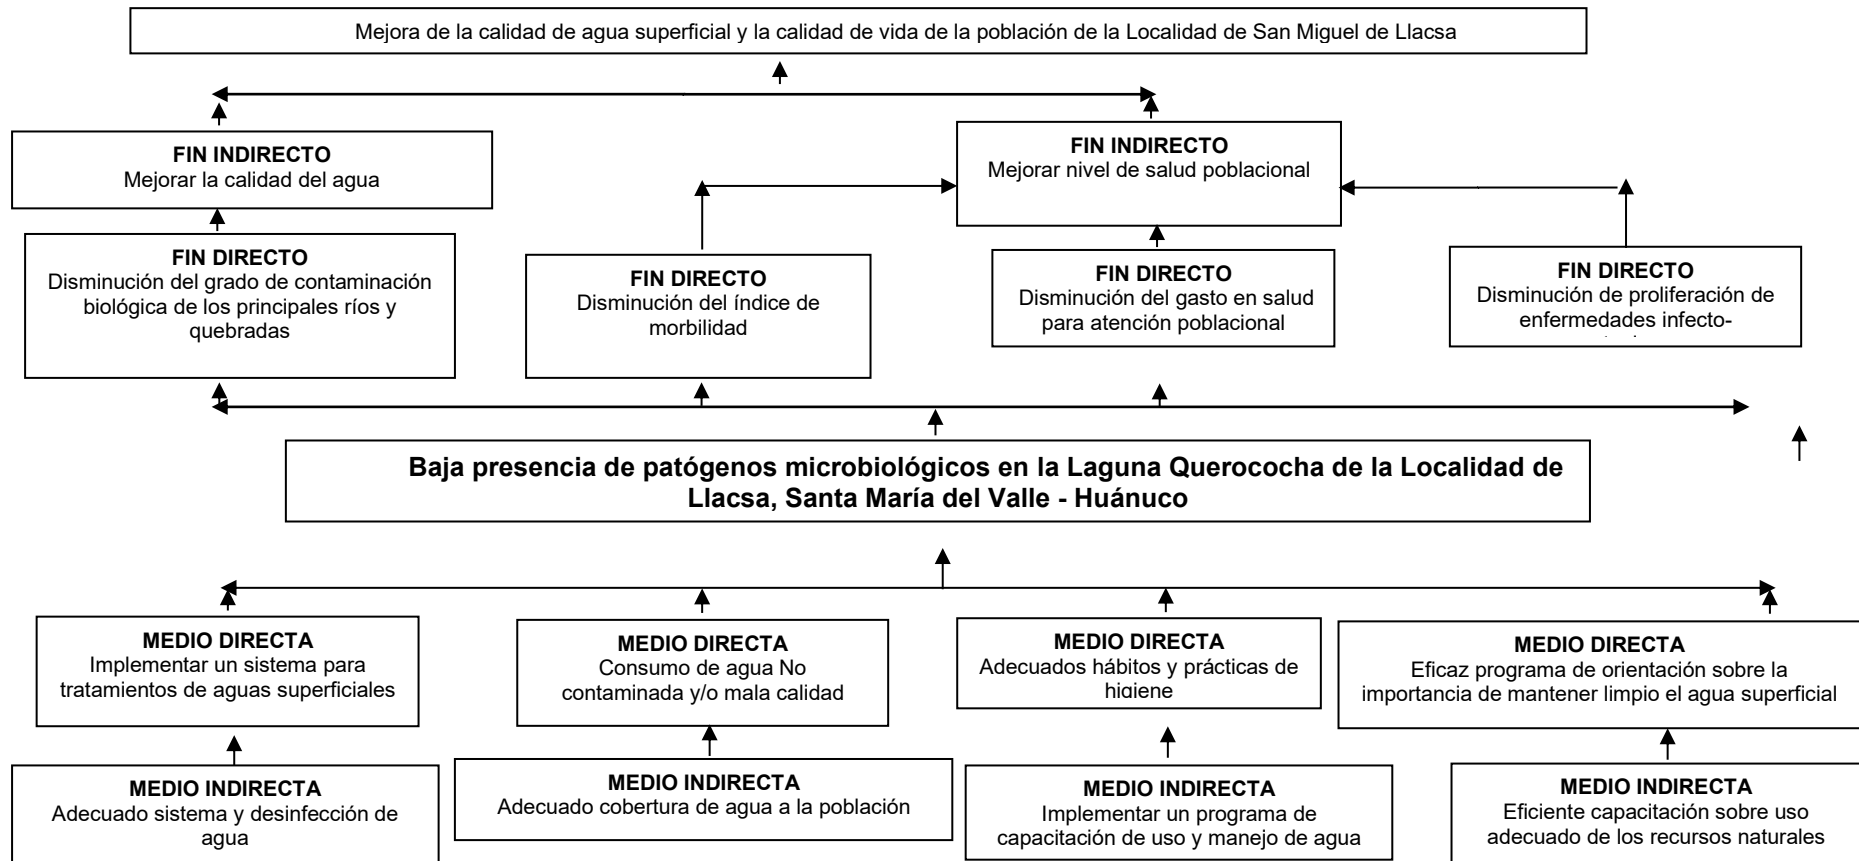 Mejora de la calidad de agua superficial y la calidad de vida de la población de la Localidad de San Miguel de Llacsa
FIN INDIRECTO
Mejorar la calidad del agua
FIN INDIRECTO
Mejorar nivel de salud poblacional
FIN DIRECTO
Disminución del grado de contaminación
biológica de los principales ríos y
quebradas
FIN DIRECTO
Disminución del índice de
morbilidad
FIN DIRECTO
Disminución del gasto en salud
para atención poblacional
FIN DIRECTO
Disminución de proliferación de
enfermedades infecto-
Baja presencia de patógenos microbiológicos en la Laguna Querococha de la Localidad de
Llacsa, Santa María del Valle - Huánuco
MEDIO DIRECTA
Implementar un sistema para
tratamientos de aguas superficiales
MEDIO DIRECTA
Consumo de agua No
contaminada y/o mala calidad
MEDIO DIRECTA
Adecuados hábitos y prácticas de
higiene
MEDIO DIRECTA
Eficaz programa de orientación sobre la
importancia de mantener limpio el agua superficial
MEDIO INDIRECTA
Adecuado sistema y desinfección de
agua
MEDIO INDIRECTA
Adecuado cobertura de agua a la población
MEDIO INDIRECTA
Implementar un programa de
capacitación de uso y manejo de agua
MEDIO INDIRECTA
Eficiente capacitación sobre uso
adecuado de los recursos naturales